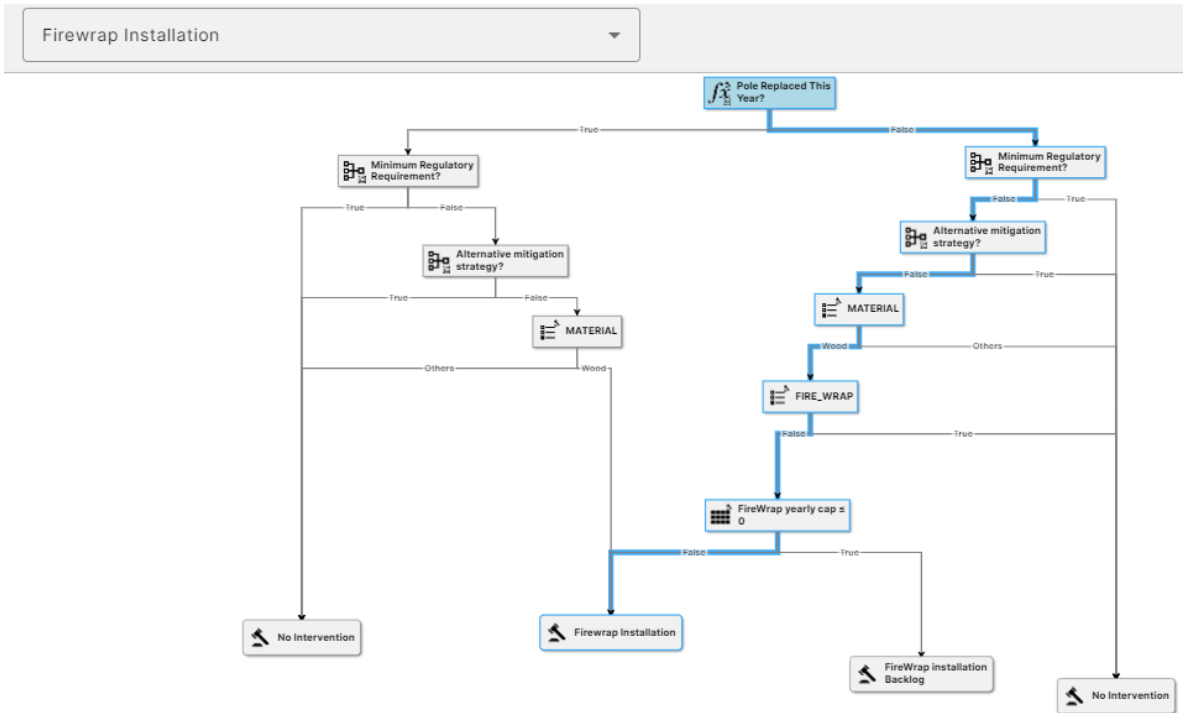 Firewrap Installation
Pole Replaced This
Year?
True
False
Minimum Regulatory
Requirement?
Minimum Regulatory
Requirement?
True
False
False
True
Alternative mitigation
strategy?
Alternative mitigation
strategy?
True
False
False
True
MATERIAL
MATERIAL
Others
Wood
Wood
Others
FIRE_WRAP
False
True
FireWrap yearly cap ≤
0
False
True
No Intervention
Firewrap Installation
FireWrap installation
Backlog
No Intervention